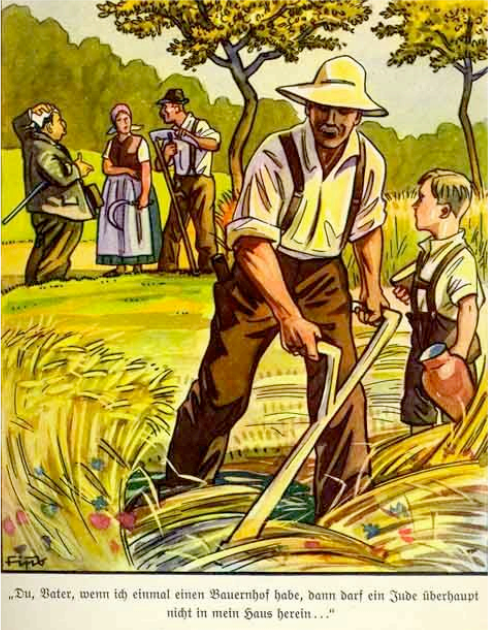 Fips
„Du, Vater, wenn ich einmal einen Bauernhof habe, dann darf ein Jude überhaupt
nicht in mein Haus herein…“